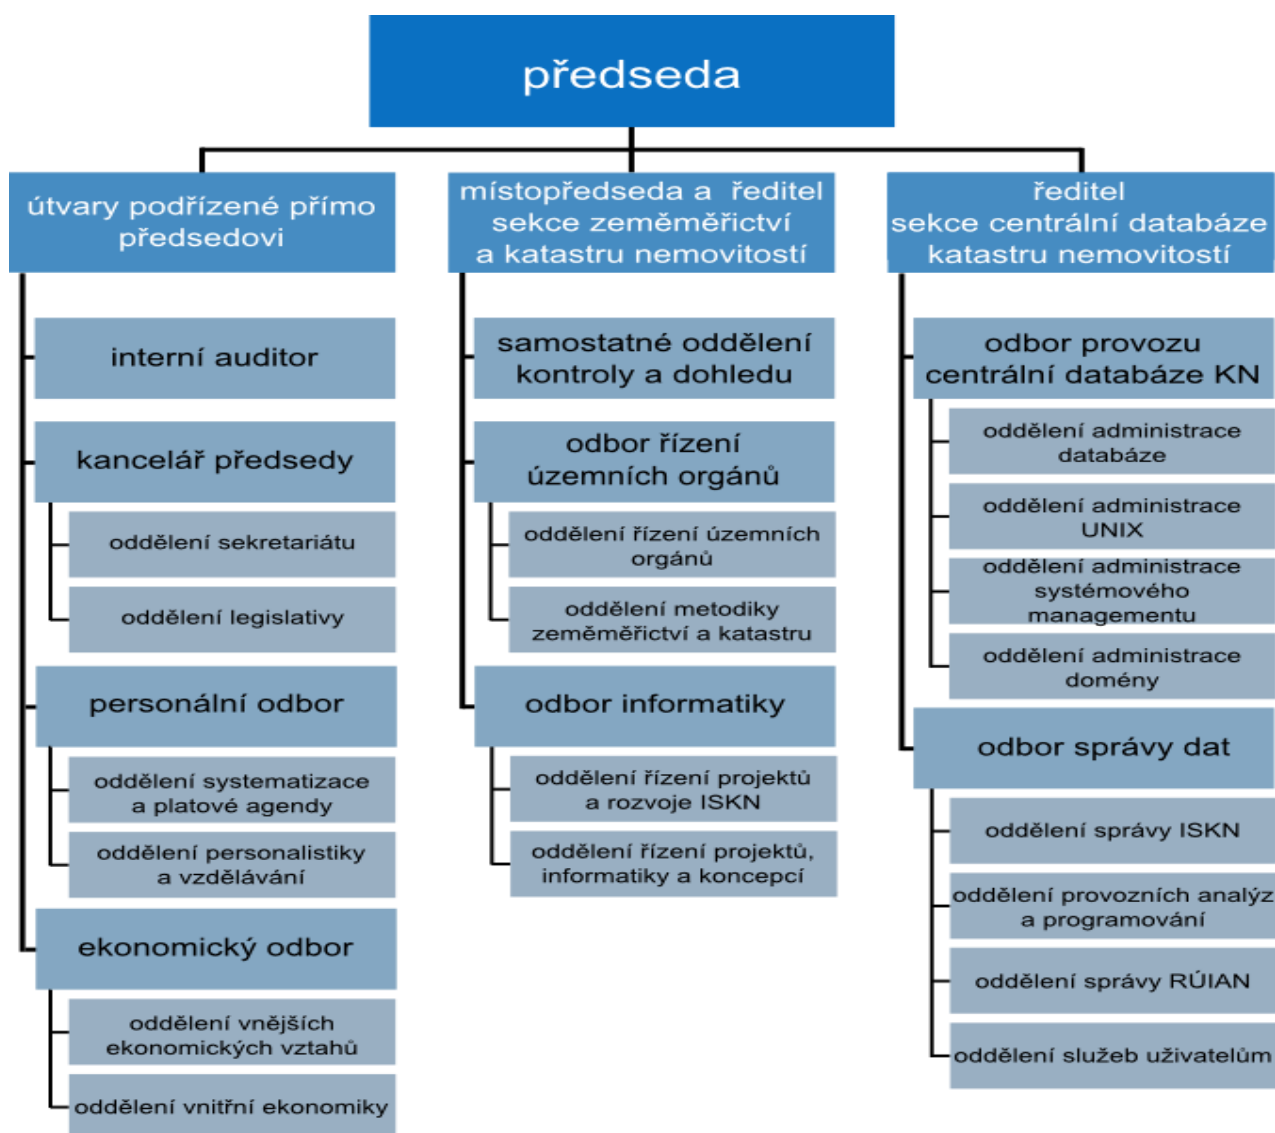 předseda
útvary podřízené přímo
předsedovi
interní auditor
kancelář předsedy
oddělení sekretariátu
oddělení legislativy
personální odbor
oddělení systematizace
a platové agendy
oddělení personalistiky
a vzdělávání
ekonomický odbor
oddělení vnějších
ekonomických vztahů
oddělení vnitřní ekonomiky
místopředseda a ředitel
sekce zeměměřictví
a katastru nemovitostí
samostatné oddělení
kontroly a dohledu
odbor řízení
územních orgánů
oddělení řízení územních
orgánů
oddělení metodiky
zeměměřictví a katastru
odbor informatiky
oddělení řízení projektů
a rozvoje ISKN
oddělení řízení projektů,
informatiky a koncepcí
ředitel
sekce centrální databáze
katastru nemovitostí
odbor provozu
centrální databáze KN
oddělení administrace
databáze
oddělení administrace
UNIX
oddělení administrace
systémového
managementu
oddělení administrace
domény
odbor správy dat
oddělení správy ISKN
oddělení provozních analýz
a programování
oddělení správy RÚIAN
oddělení služeb uživatelům